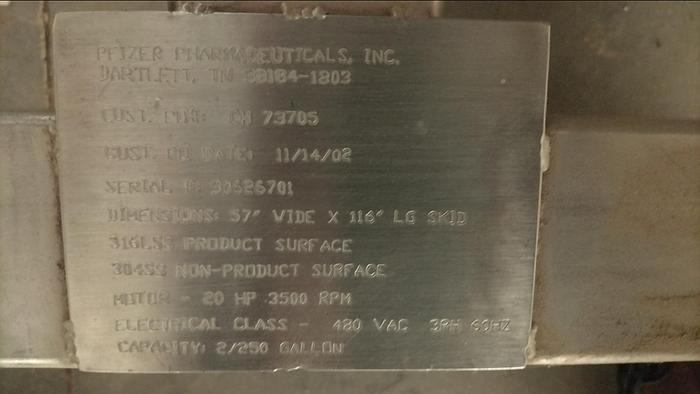 PFIZER PHARMACEUTICALS, INC.
BARTLETT, TN 38184-1803
CUST. PO#: 73705
CUST. PO DATE: 11/14/02
SERIAL #:
DIMENSIONS: 57" WIDE X 116" LG SKID
316LSS PRODUCT SURFACE
304SS NON-PRODUCT SURFACE
MOTOR - 20 HP 3500 RPM
ELECTRICAL CLASS - 480 VAC 3PH 60HZ
CAPACITY: 2/250 GALLON